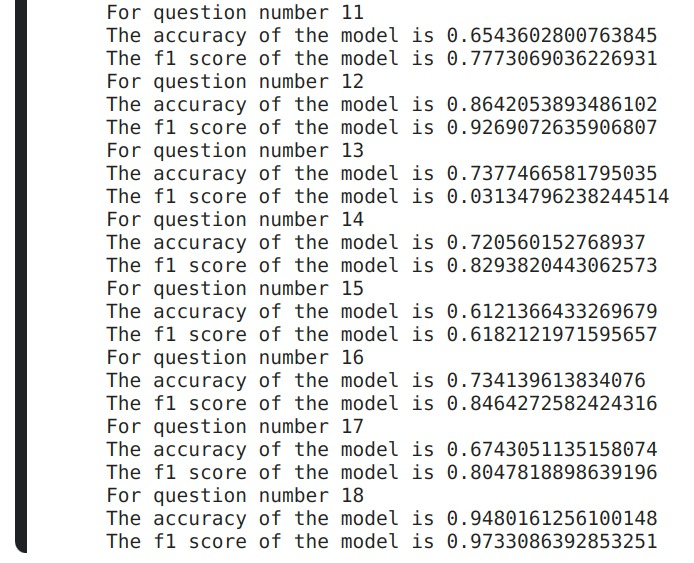 For question number 11
The accuracy of the model is 0.6543602800763845
The f1 score of the model is 0.7773069036226931
For question number 12
The accuracy of the model is 0.8642053893486102
The f1 score of the model is 0.9269072635906807
For question number 13
The accuracy of the model is 0.7377466581795035
The f1 score of the model is 0.03134796238244514
For question number 14
The accuracy of the model is 0.720560152768937
The f1 score of the model is 0.8293820443062573
For question number 15
The accuracy of the model is 0.6121366433269679
The f1 score of the model is 0.6182121971595657
For question number 16
The accuracy of the model is 0.734139613834076
The f1 score of the model is 0.8464272582424316
For question number 17
The accuracy of the model is 0.6743051135158074
The f1 score of the model is 0.8047818898639196
For question number 18
The accuracy of the model is 0.9480161256100148
The f1 score of the model is 0.9733086392853251